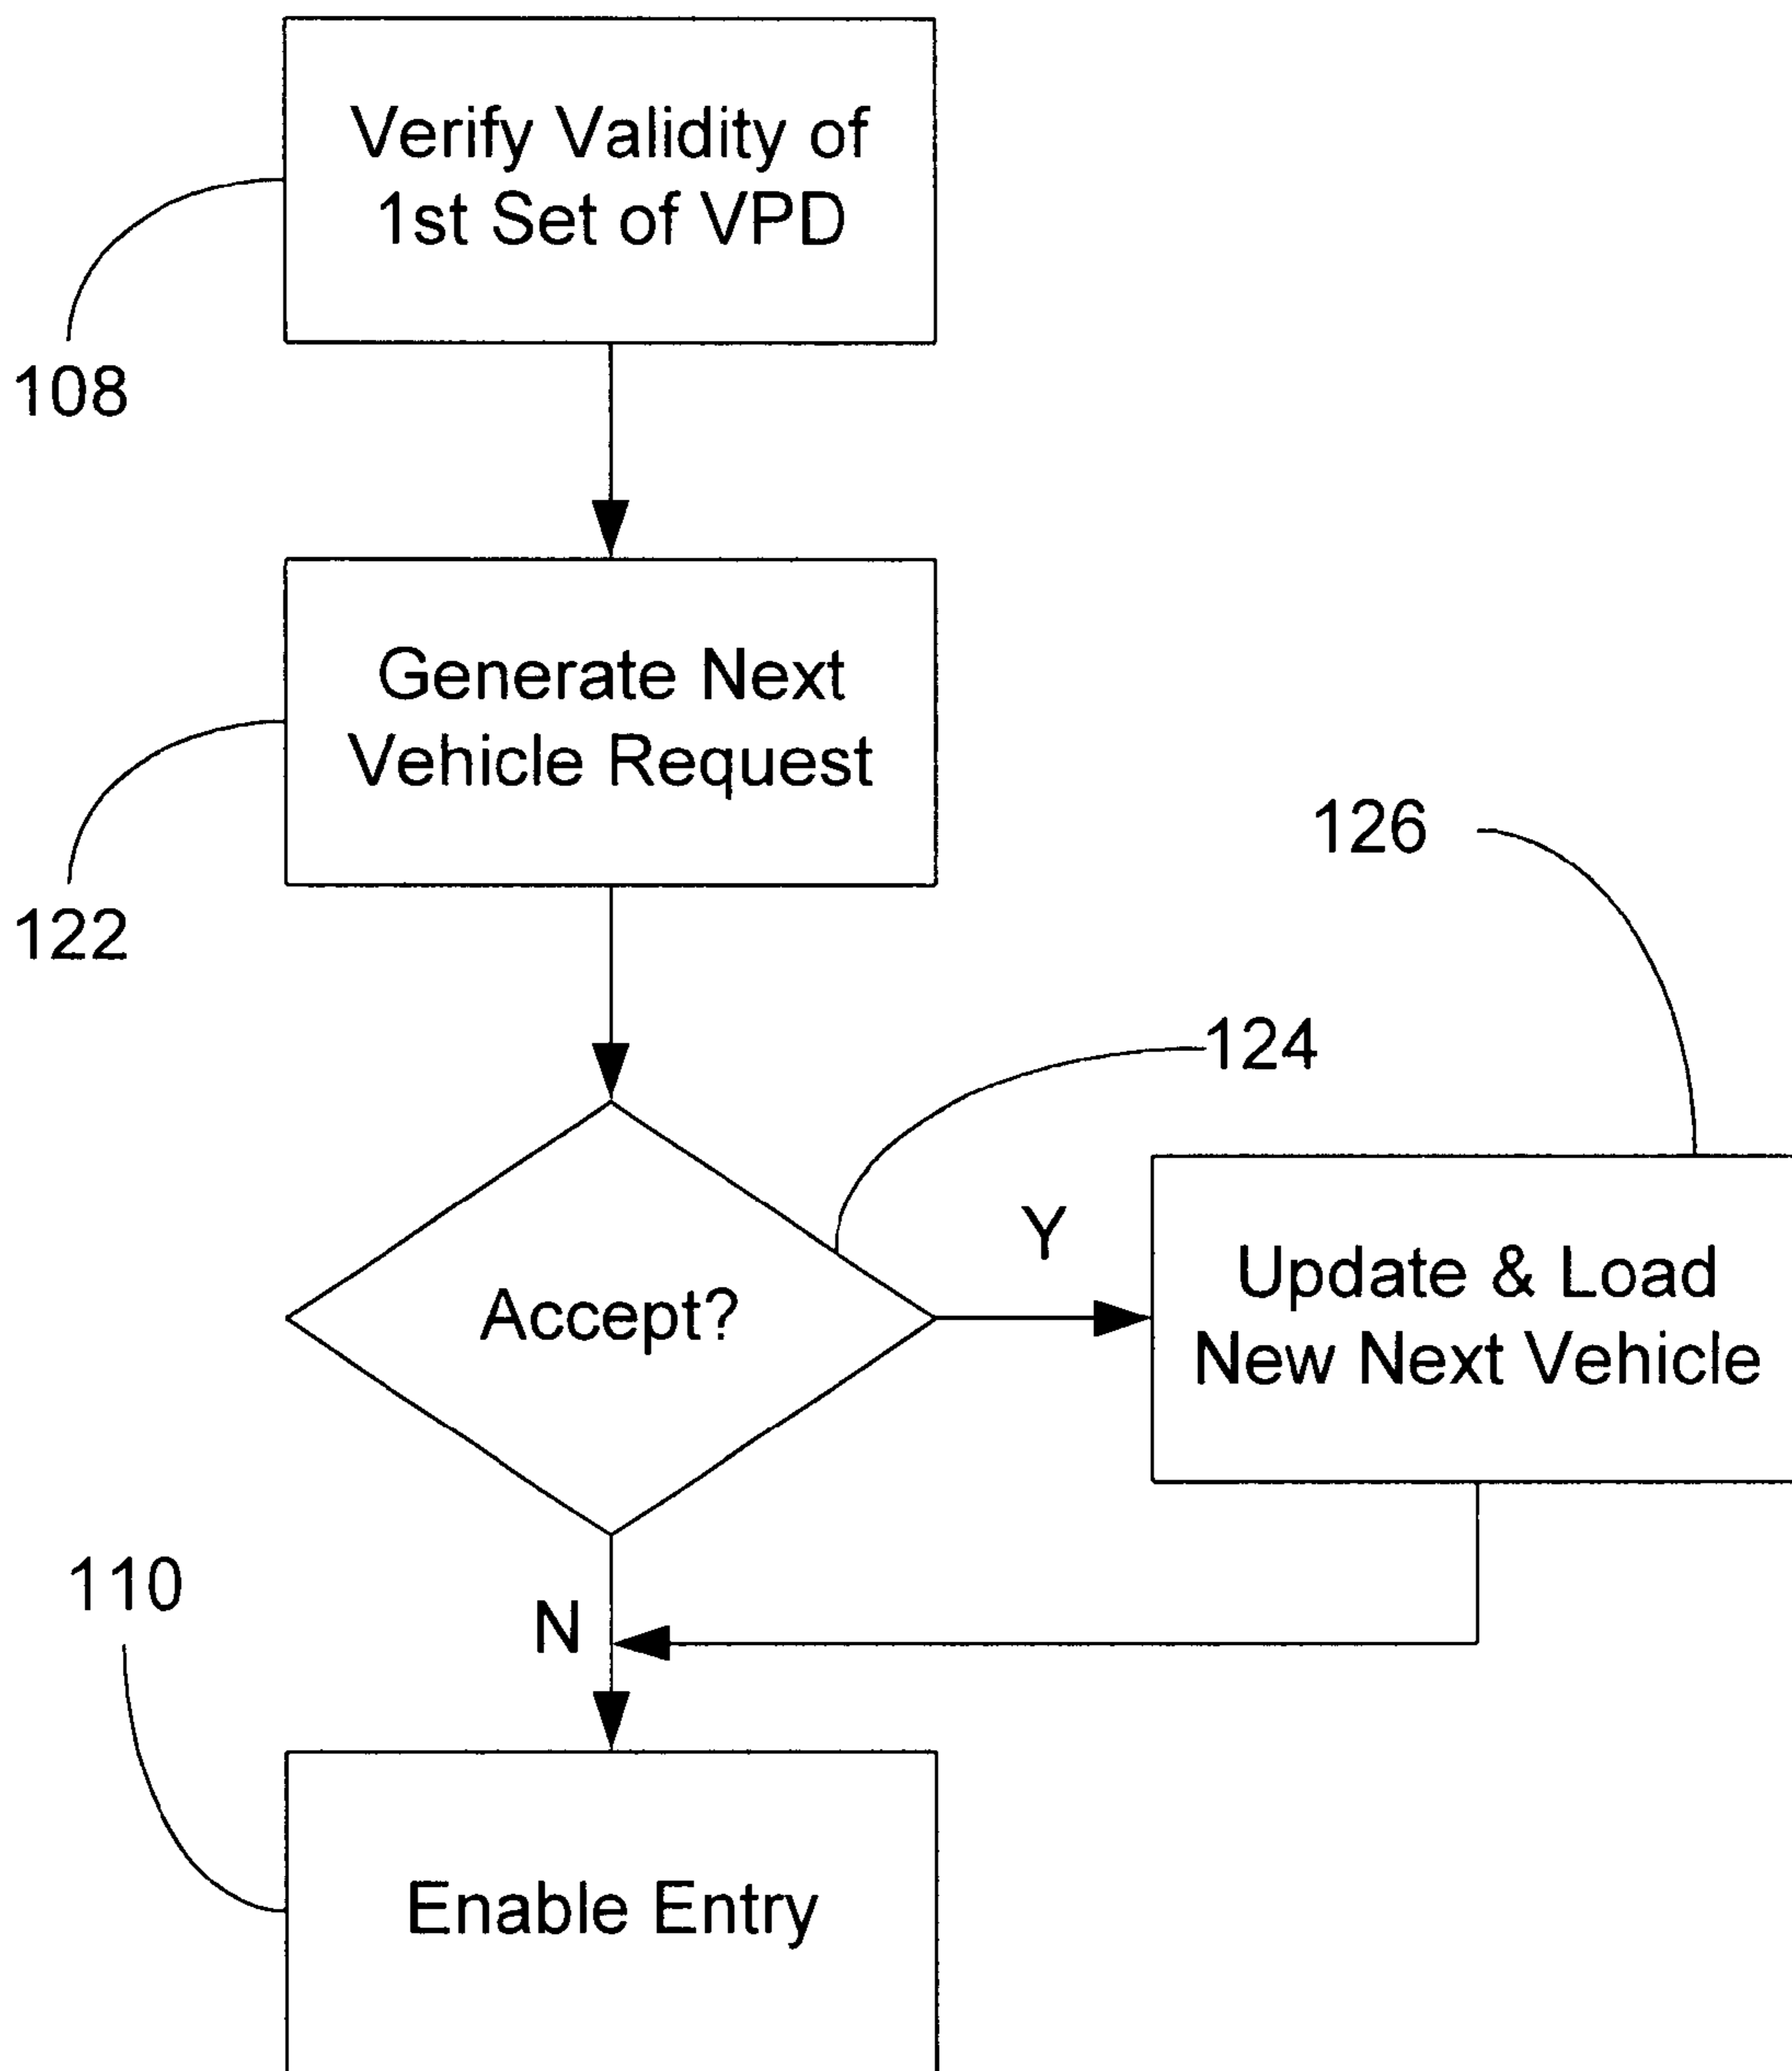 Verify Validity of
1st Set of VPD
108
Generate Next
Vehicle Request
122
126
124
Accept?
Y
Update & Load
New Next Vehicle
N
110
Enable Entry